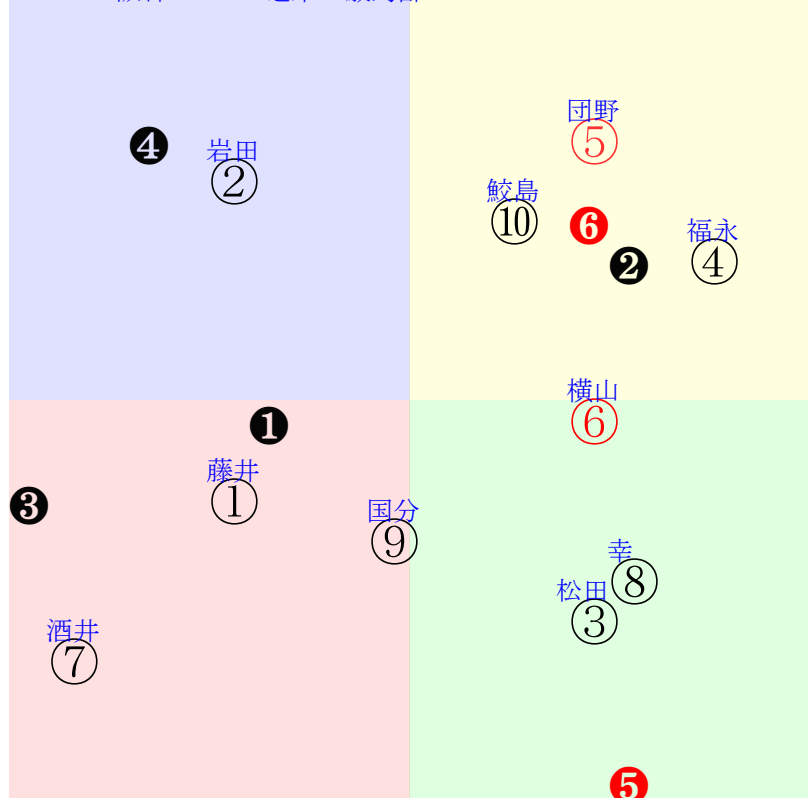 団野
❹ 岩田 ⑤
② 鮫島
⑩ ❻ 福永
❷ ④
横山
❶ ⑥
藤井
❸ ① 国分
⑨ 幸
松田 ⑧
酒井 ③
⑦
❺